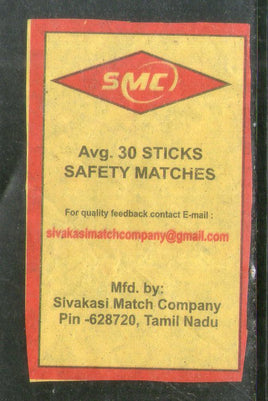 SMC
Avg. 30 STICKS
SAFETY MATCHES
For quality feedback contact E-mail :
sivakasimatchcompany@gmail.com
Mfd. by:
Sivakasi Match Company
Pin -628720, Tamil Nadu